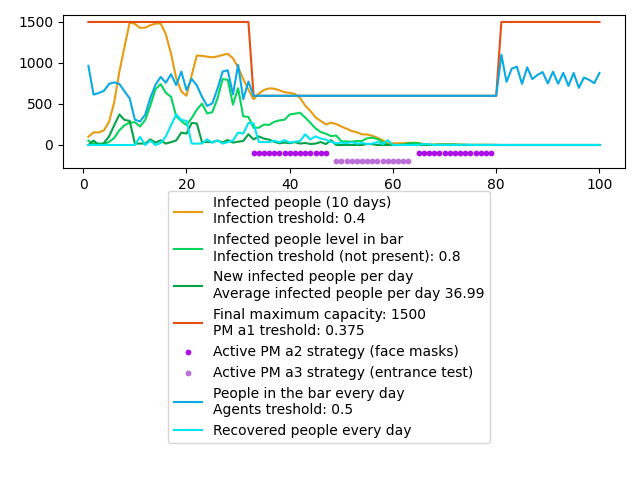 1500
1000
500
0
0
20
40
60
80
100
Infected people (10 days)
Infection treshold: 0.4
Infected people level in bar
Infection treshold (not present): 0.8
New infected people per day
Average infected people per day 36.99
Final maximum capacity: 1500
PM a1 treshold: 0.375
Active PM a2 strategy (face masks)
Active PM a3 strategy (entrance test)
People in the bar every day
Agents treshold: 0.5
Recovered people every day